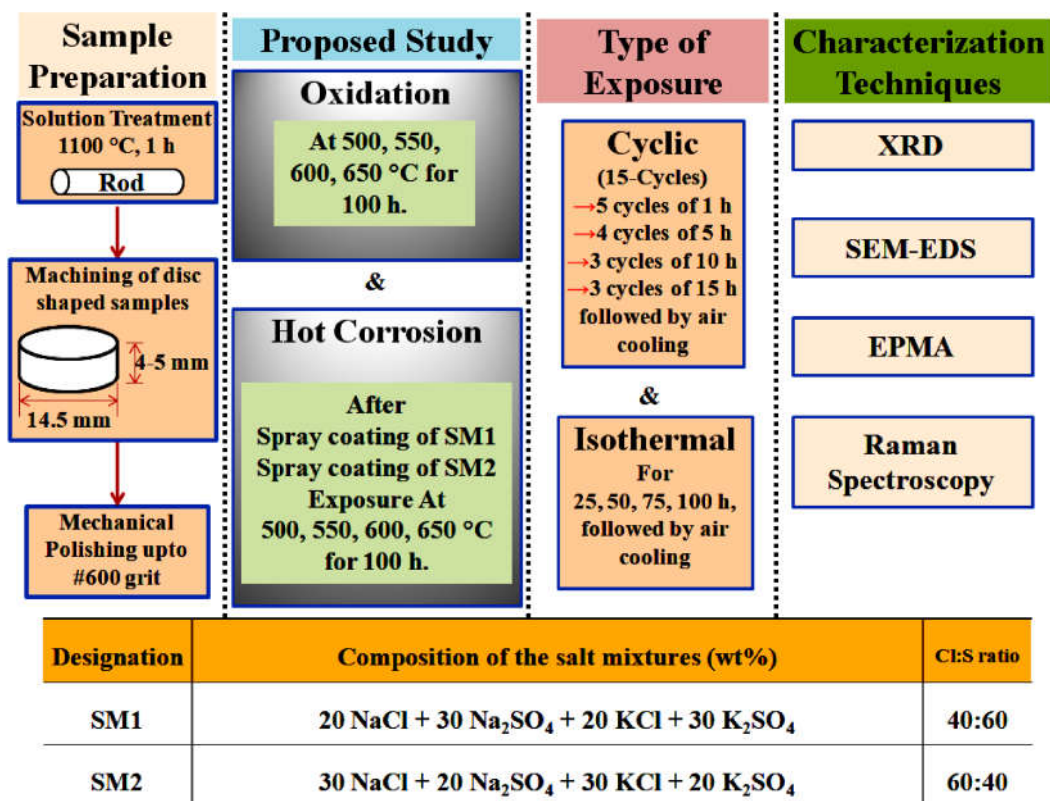 Sample
Preparation
Solution Treatment
1100 °C, 1 h
Rod
Machining of disc
shaped samples
4-5 mm
14.5 mm
Mechanical
Polishing upto
#600 grit
Proposed Study
Oxidation
At 500, 550,
600, 650 °C for
100 h.
&
Hot Corrosion
After
Spray coating of SM1
Spray coating of SM2
Exposure At
500, 550, 600, 650 °C
for 100 h.
Type of
Exposure
Cyclic
(15-Cycles)
→5 cycles of 1 h
→4 cycles of 5 h
→3 cycles of 10 h
→3 cycles of 15 h
followed by air
cooling
&
Isothermal
For
25, 50, 75, 100 h,
followed by air
cooling
Characterization
Techniques
XRD
SEM-EDS
EPMA
Raman
Spectroscopy
Designation Composition of the salt mixtures (wt%) Cl:S ratio
SM1 20 NaCl + 30 Na₂SO₄ + 20 KCl + 30 K₂SO₄ 40:60
SM2 30 NaCl + 20 Na₂SO₄ + 30 KCl + 20 K₂SO₄ 60:40